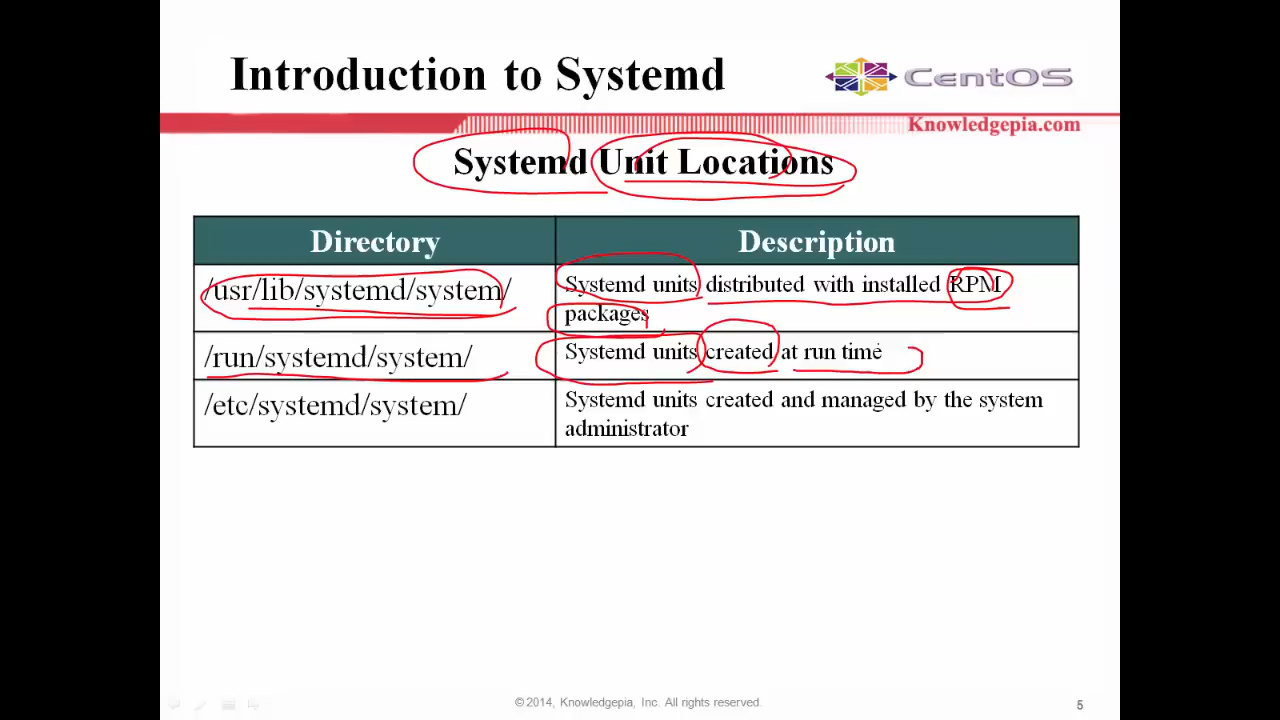 Introduction to Systemd
CentOS
Knowledgepia.com
Systemd Unit Locations
Directory
Description
/usr/lib/systemd/system/
Systemd units distributed with installed RPM
packages
/run/systemd/system/
Systemd units created at run time
/etc/systemd/system/
Systemd units created and managed by the system
administrator
© 2014, Knowledgepia, Inc. All rights reserved.
5